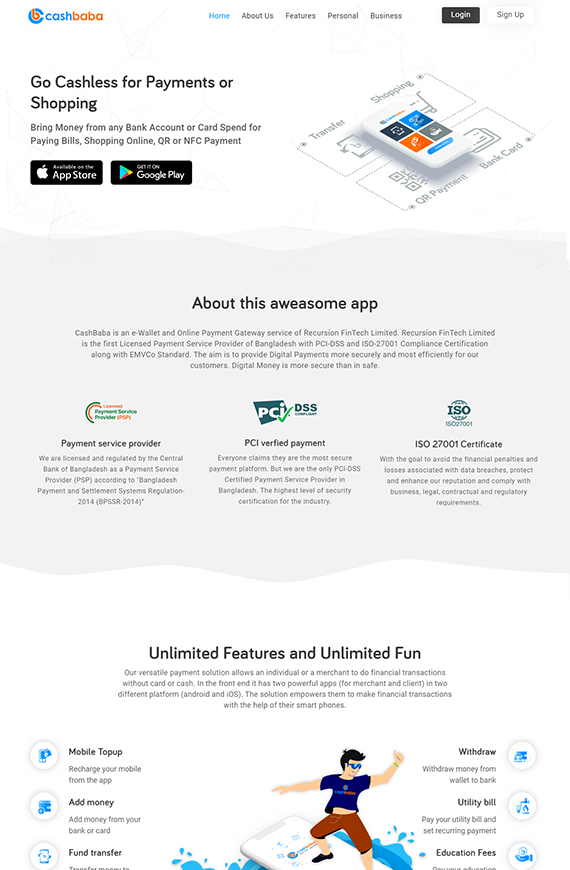 cashbaba
Home About Us Features Personal Business Login Sign Up
Go Cashless for Payments or
Shopping
Bring Money from any Bank Account or Card Spend for
Paying Bills, Shopping Online, QR or NFC Payment
Available on the
App Store
GET IT ON
Google Play
Shopping
Transfer
Bank Card
QR Payment
About this aweasome app
CashBaba is an e-Wallet and Online Payment Gateway service of Recursion FinTech Limited. Recursion FinTech Limited
is the first Licensed Payment Service Provider of Bangladesh with PCI-DSS and ISO-27001 Compliance Certification
along with EMVCo Standard. The aim is to provide Digital Payments more securely and most efficiently for our
customers. Digital Money is more secure than in safe.
Licensed
Payment Service
Provider (PSP)
Payment service provider
We are licensed and regulated by the Central
Bank of Bangladesh as a Payment Service
Provider (PSP) according to "Bangladesh
Payment and Settlement Systems Regulation-
2014 (BPSSR-2014)"
PCI DSS
COMPLIANT
PCI verfied payment
Everyone claims they are the most secure
payment platform. But we are the only PCI-DSS
Certified Payment Service Provider in
Bangladesh. The highest level of security
certification for the industry.
ISO
ISO27001
ISO 27001 Certificate
With the goal to avoid the financial penalties and
losses associated with data breaches, protect
and enhance our reputation and comply with
business, legal, contractual and regulatory
requirements.
Unlimited Features and Unlimited Fun
Our versatile payment solution allows an individual or a merchant to do financial transactions
without card or cash. In the front end it has two powerful apps (for merchant and client) in two
different platform (android and iOS). The solution empowers them to make financial transactions
with the help of their smart phones.
Mobile Topup
Recharge your mobile
from the app
Add money
Add money from your
bank or card
Fund transfer
Transfer money to
cashbaba
Withdraw
Withdraw money from
wallet to bank
Utility bill
Pay your utility bill and
set recurring payment
Education Fees
Pay your education